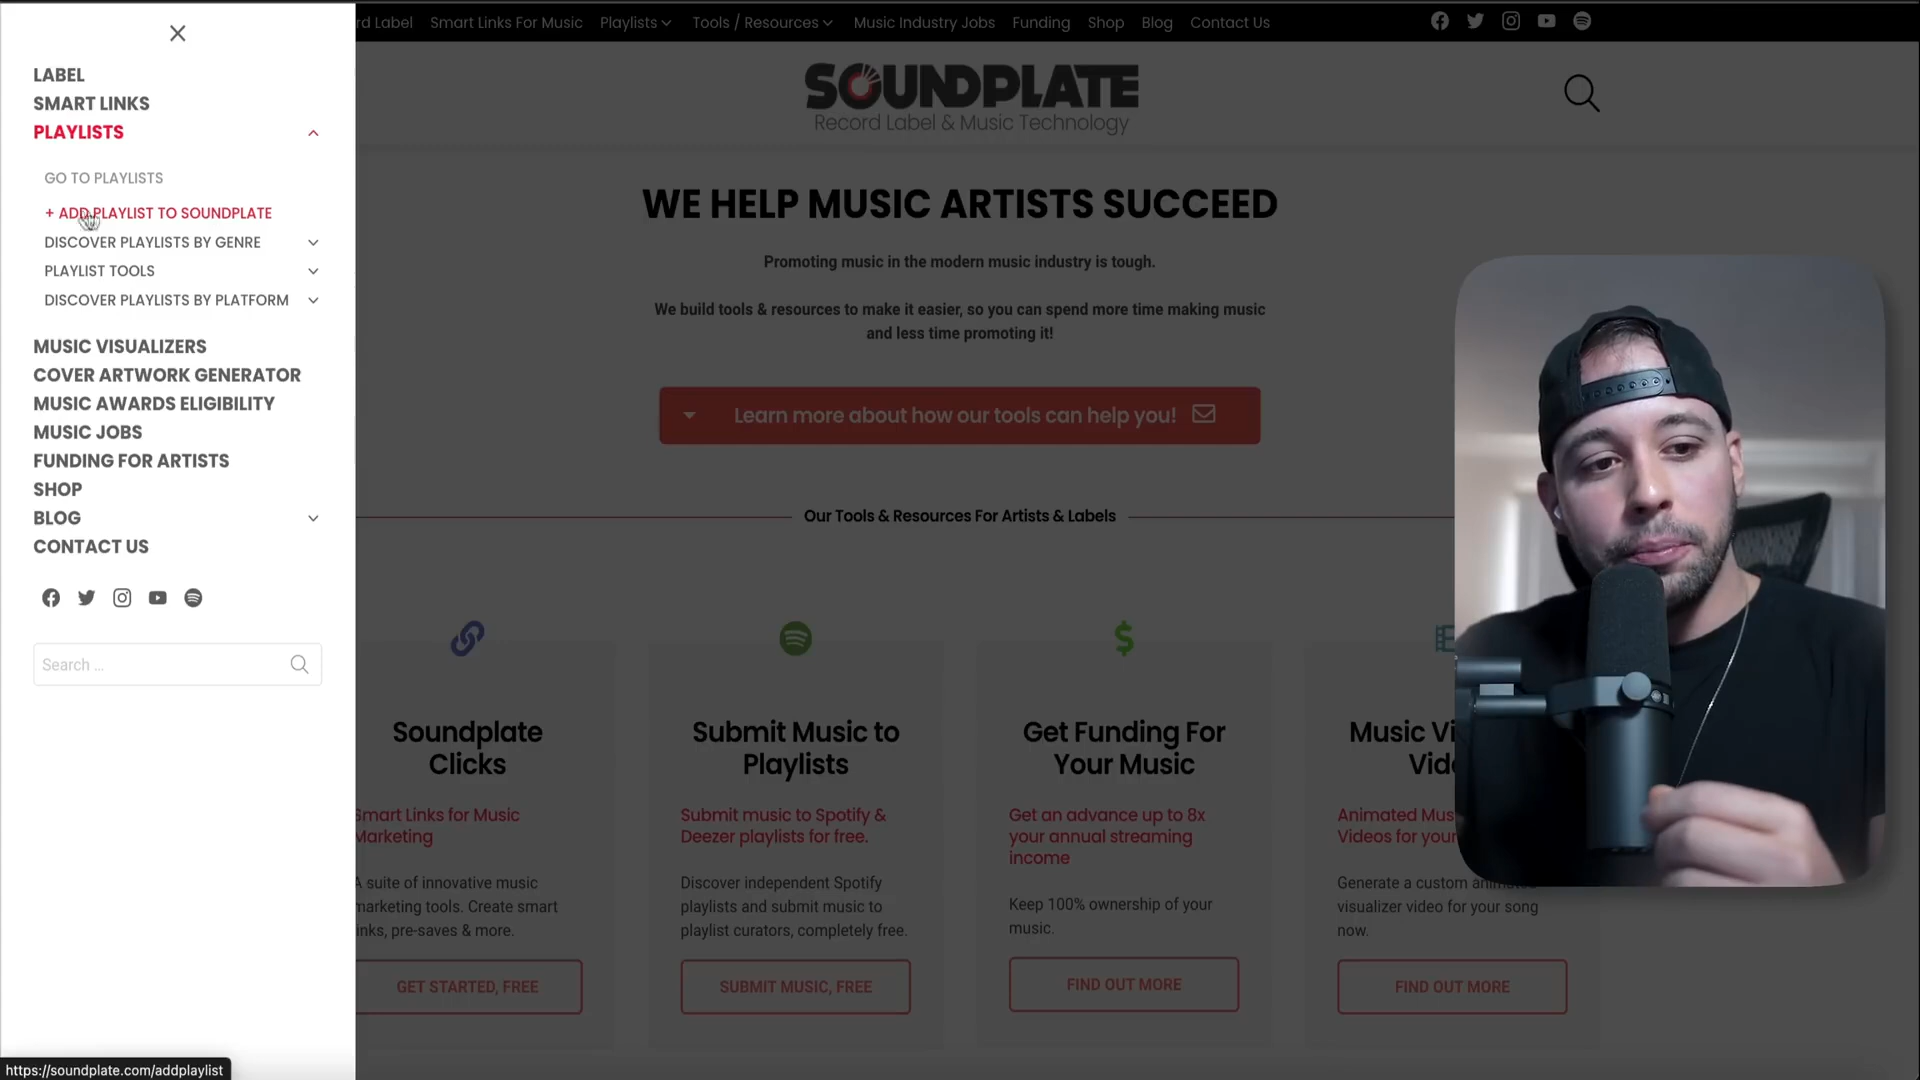 rd Label Smart Links For Music Playlists Tools / Resources Music Industry Jobs Funding Shop Blog Contact Us
LABEL
SMART LINKS
PLAYLISTS
GO TO PLAYLISTS
+ ADD PLAYLIST TO SOUNDPLATE
DISCOVER PLAYLISTS BY GENRE
PLAYLIST TOOLS
DISCOVER PLAYLISTS BY PLATFORM
MUSIC VISUALIZERS
COVER ARTWORK GENERATOR
MUSIC AWARDS ELIGIBILITY
MUSIC JOBS
FUNDING FOR ARTISTS
SHOP
BLOG
CONTACT US
Search ...
SOUNDPLATE
Record Label & Music Technology
WE HELP MUSIC ARTISTS SUCCEED
Promoting music in the modern music industry is tough.
We build tools & resources to make it easier, so you can spend more time making music
and less time promoting it!
Learn more about how our tools can help you!
Our Tools & Resources For Artists & Labels
Soundplate
Clicks
Smart Links for Music
Marketing
A suite of innovative music
marketing tools. Create smart
links, pre-saves & more.
GET STARTED, FREE
Submit Music to
Playlists
Submit music to Spotify &
Deezer playlists for free.
Discover independent Spotify
playlists and submit music to
playlist curators, completely free.
SUBMIT MUSIC, FREE
Get Funding For
Your Music
Get an advance up to 8x
your annual streaming
income
Keep 100% ownership of your
music.
FIND OUT MORE
Music Vi
Vid
Animated Mus
Videos for your
Generate a custom animated
visualizer video for your song
now.
FIND OUT MORE
https://soundplate.com/addplaylist